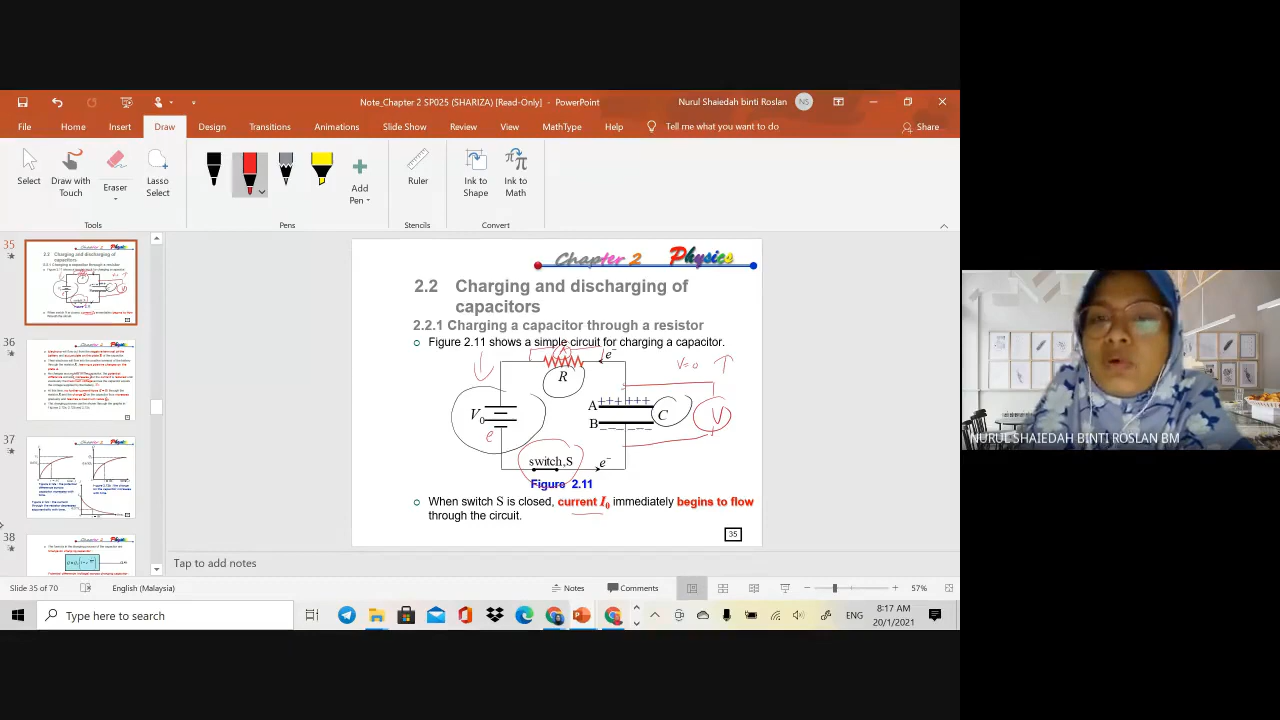 Note_Chapter 2 SP025 (SHARIZA) [Read-Only] - PowerPoint
Nurul Shaiedah binti Roslan
NS
File Home Insert Draw Design Transitions Animations Slide Show Review View MathType Help Tell me what you want to do Share
Select
Draw with Touch
Eraser
Lasso Select
Add Pen
Ruler
Ink to Shape
Ink to Math
Tools Pens Stencils Convert
35
36
37
38
Chapter 2 Physics
2.2 Charging and discharging of
capacitors
2.2.1 Charging a capacitor through a resistor
Figure 2.11 shows a simple circuit for charging a capacitor.
e-
V=0 ↑
R
A +++ +++
V0
B
C
V
e
switch,S
e-
Figure 2.11
When switch S is closed, current I0 immediately begins to flow
through the circuit.
35
NURUL SHAIEDAH BINTI ROSLAN BM
Tap to add notes
Slide 35 of 70 English (Malaysia) Notes Comments 57%
Type here to search
ENG
8:17 AM
20/1/2021